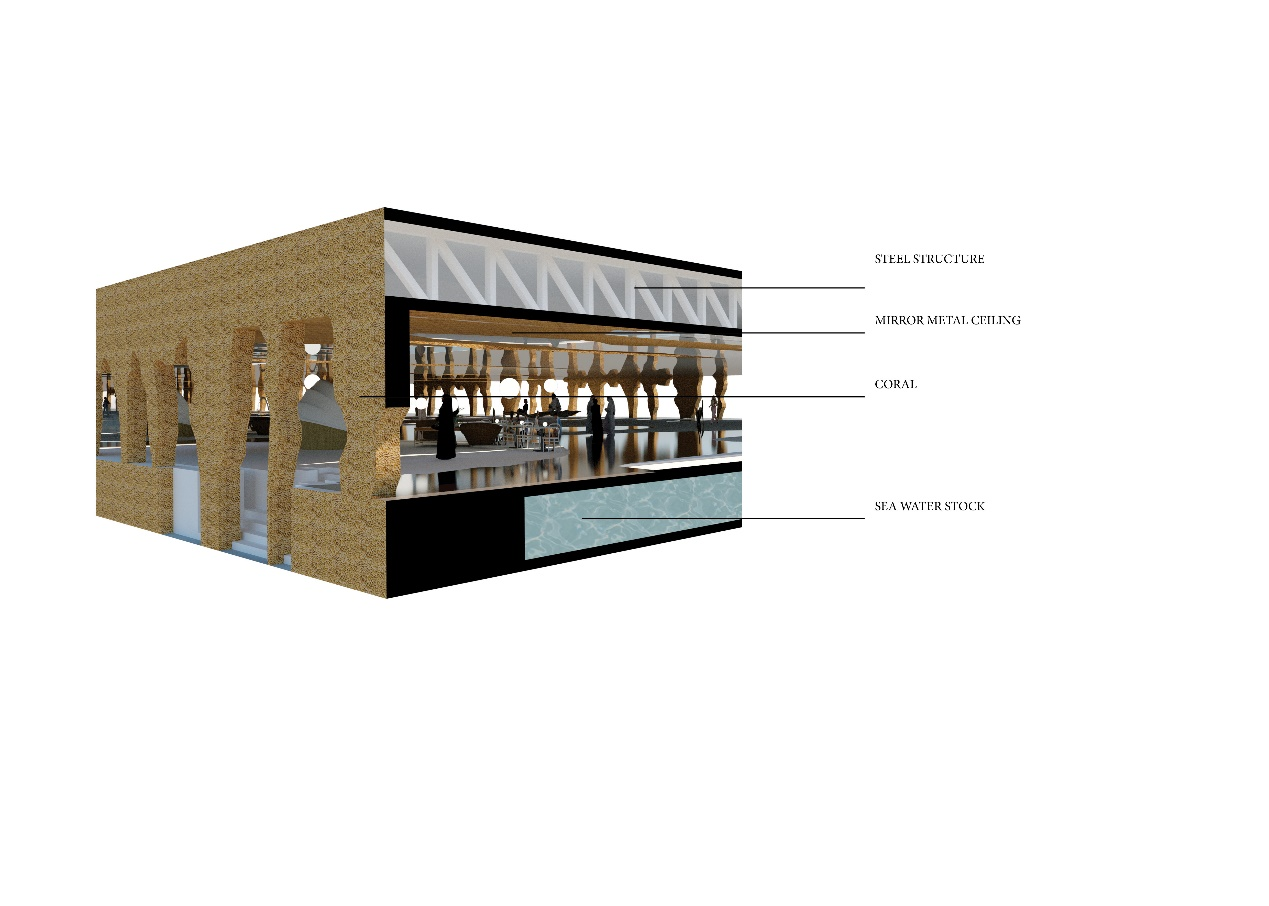 STEEL STRUCTURE
MIRROR METAL CEILING
CORAL
SEA WATER STOCK